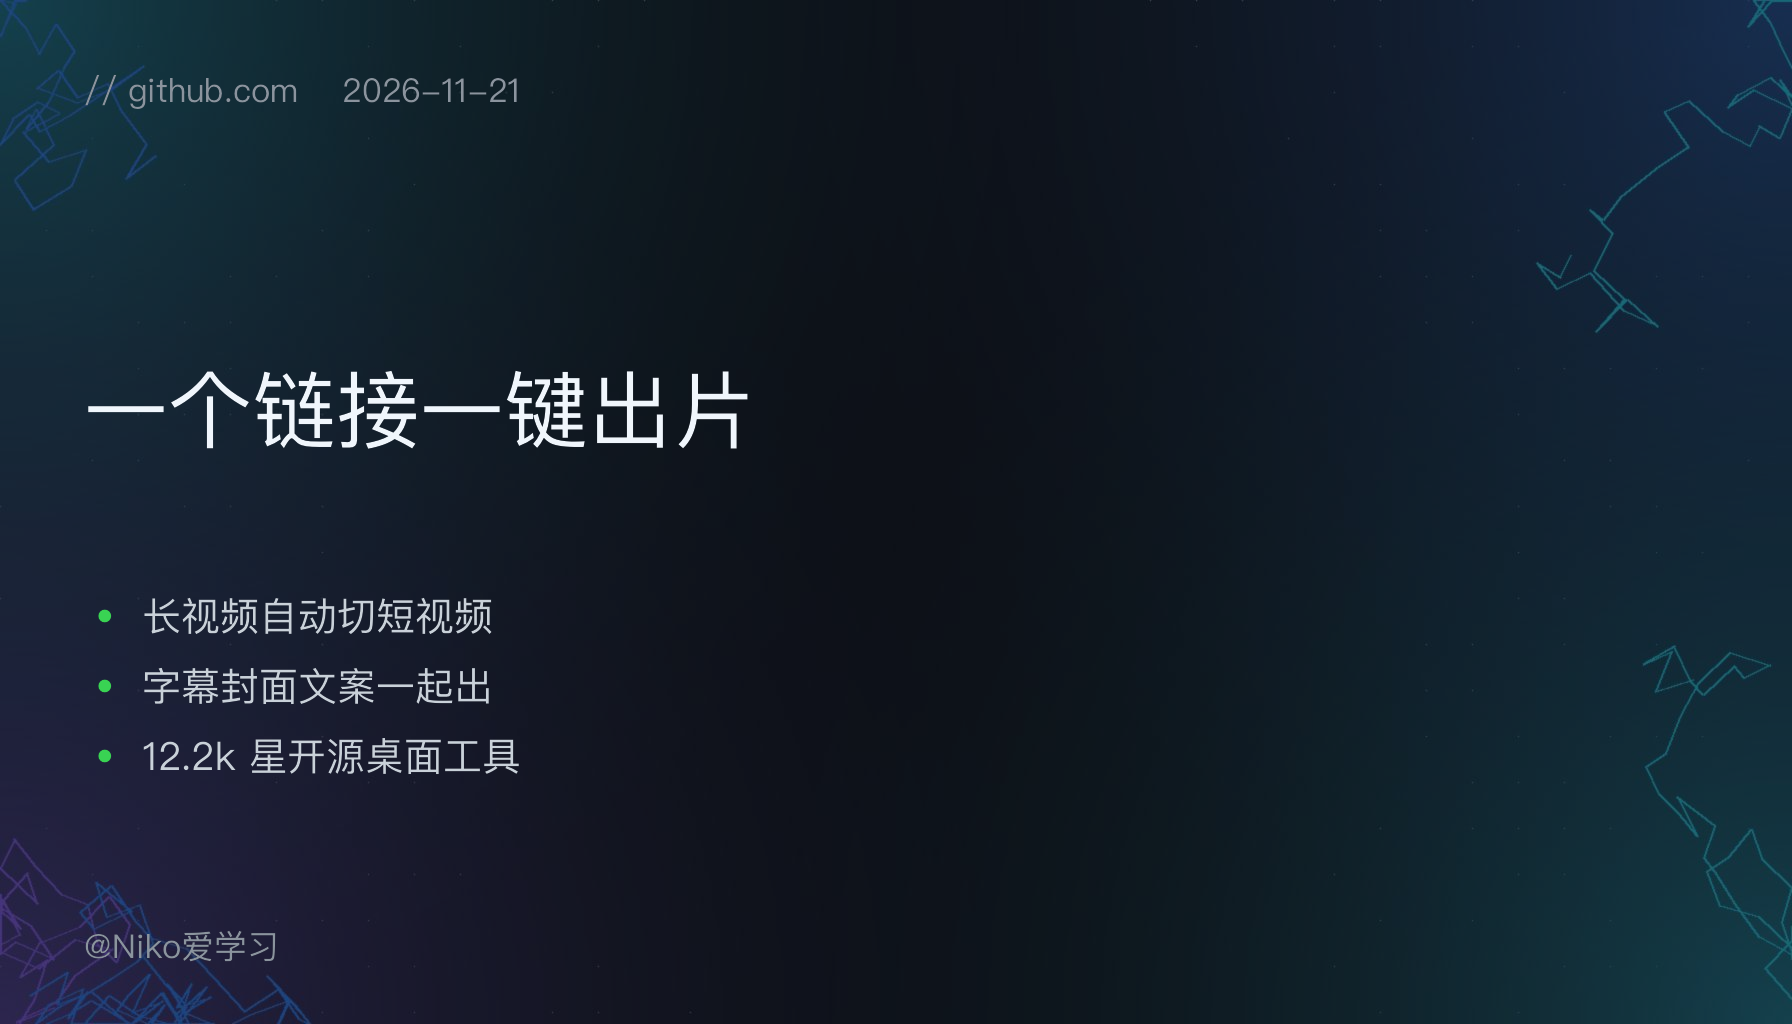 // github.com 2026-11-21
一个链接一键出片
长视频自动切短视频
字幕封面文案一起出
12.2k 星开源桌面工具
@Niko爱学习